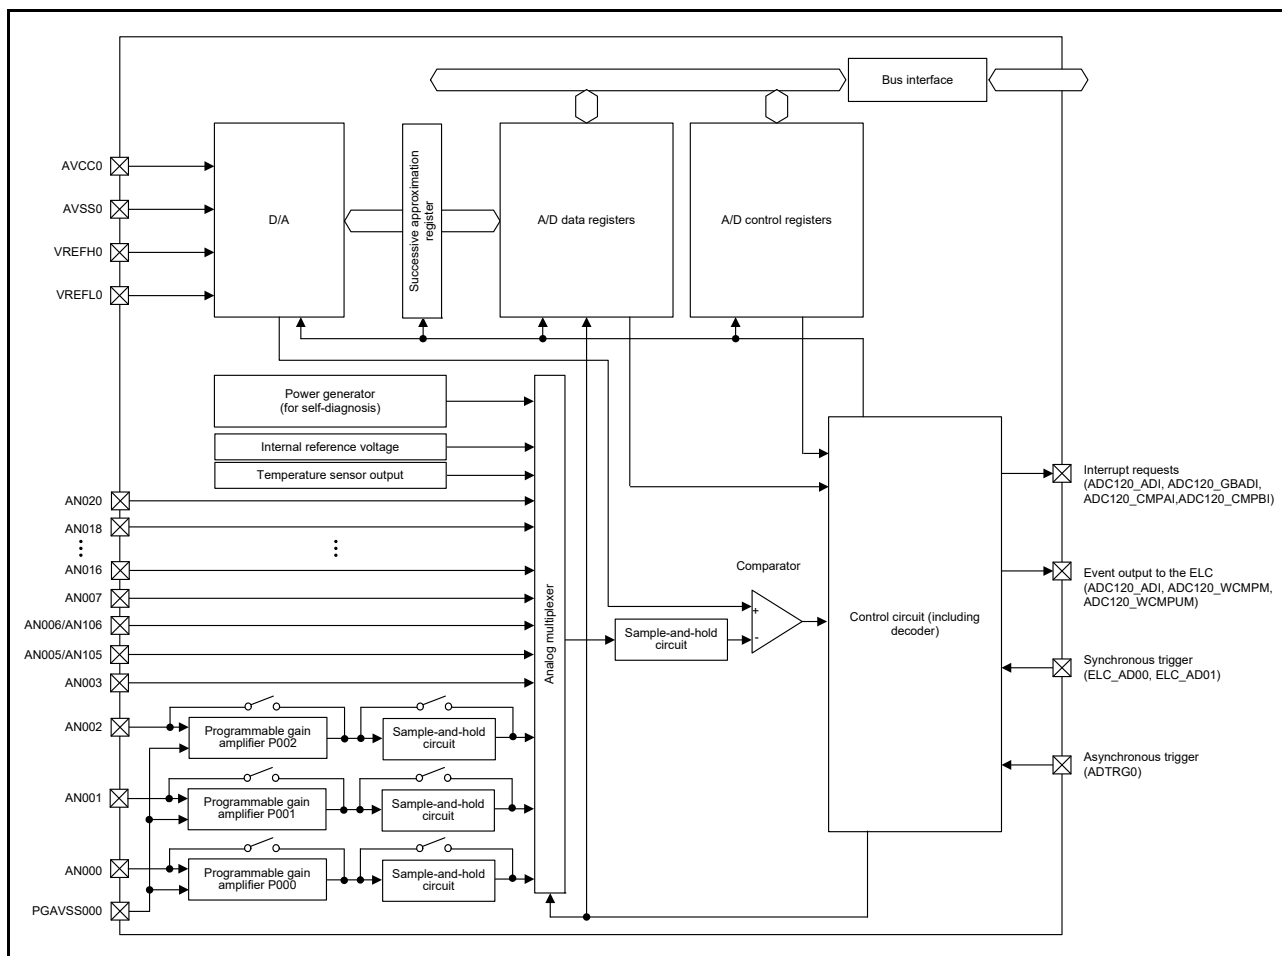 Bus interface
AVCC0
AVSS0
VREFH0
VREFL0
D/A
Successive approximation
register
A/D data registers
A/D control registers
Power generator
(for self-diagnosis)
Internal reference voltage
Temperature sensor output
AN020
AN018
AN016
AN007
AN006/AN106
AN005/AN105
AN003
AN002
AN001
AN000
PGAVSS000
Programmable gain
amplifier P002
Sample-and-hold
circuit
Programmable gain
amplifier P001
Sample-and-hold
circuit
Programmable gain
amplifier P000
Sample-and-hold
circuit
Analog multiplexer
Sample-and-hold
circuit
Comparator
+
-
Control circuit (including
decoder)
Interrupt requests
(ADC120_ADI, ADC120_GBADI,
ADC120_CMPAI,ADC120_CMPBI)
Event output to the ELC
(ADC120_ADI, ADC120_WCMPM,
ADC120_WCMPUM)
Synchronous trigger
(ELC_AD00, ELC_AD01)
Asynchronous trigger
(ADTRG0)